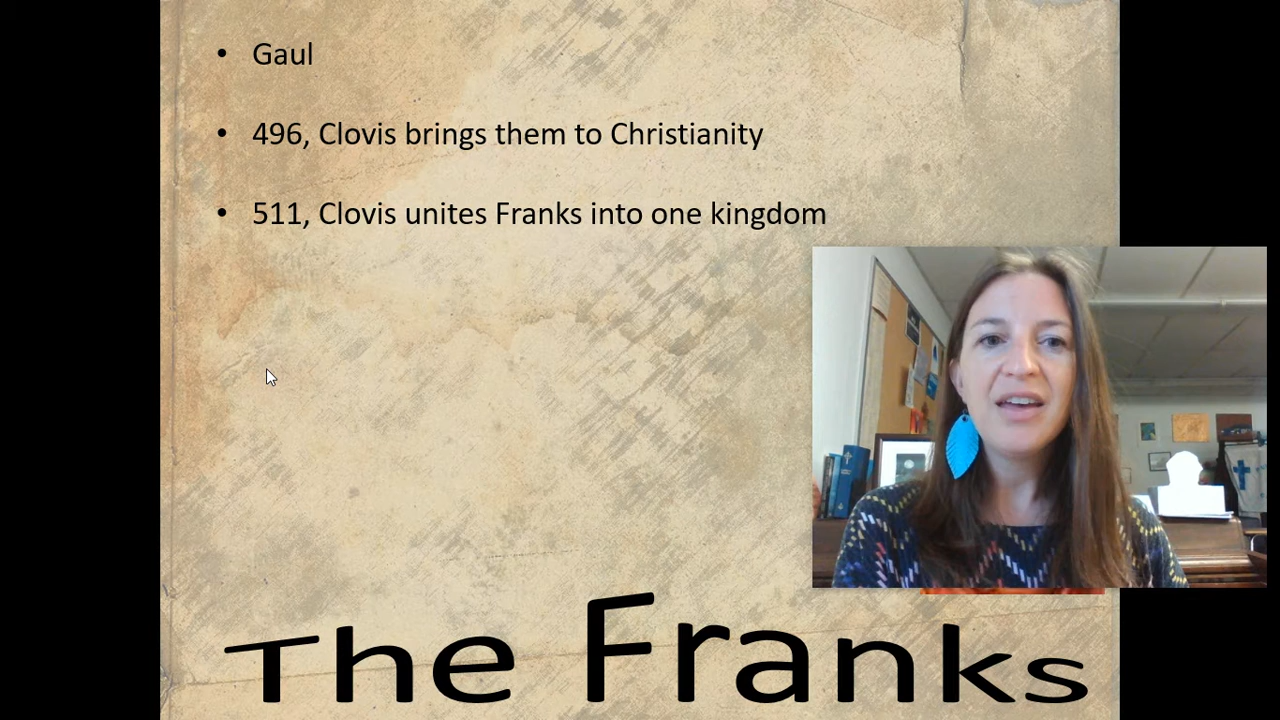 • Gaul
• 496, Clovis brings them to Christianity
• 511, Clovis unites Franks into one kingdom
The Franks